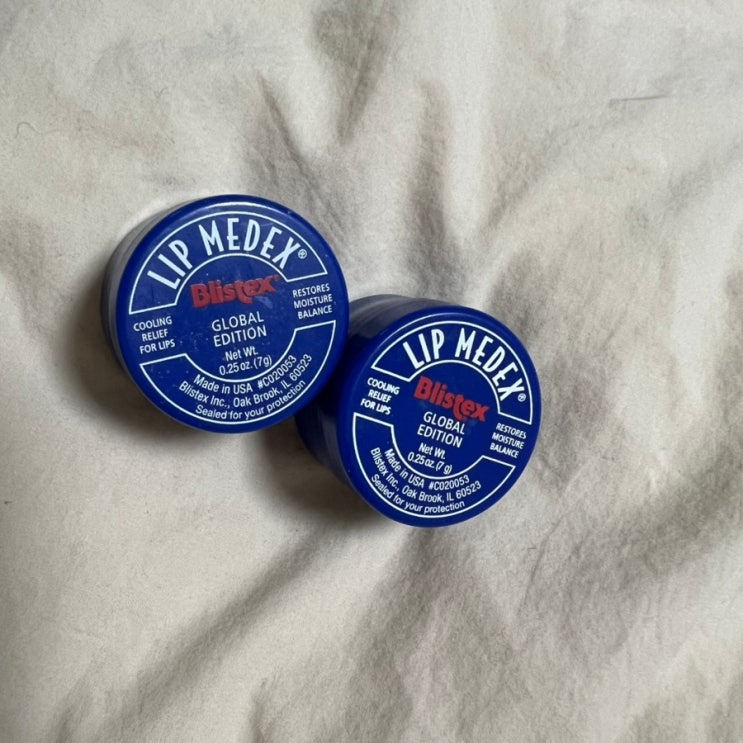 LIP MEDEX®
Blistex®
COOLING
RELIEF
FOR LIPS
GLOBAL
EDITION
RESTORES
MOISTURE
BALANCE
Net Wt.
0.25 oz. (7g)
Made in USA #C020053
Blistex Inc., Oak Brook, IL 60523
Sealed for your protection
LIP MEDEX®
Blistex
COOLING
RELIEF
FOR LIPS
GLOBAL
EDITION
RESTORES
MOISTURE
BALANCE
Net Wt.
0.25 oz. (7 g)
Made in USA #C020053
Blistex Inc., Oak Brook, IL 60523
Sealed for your protection